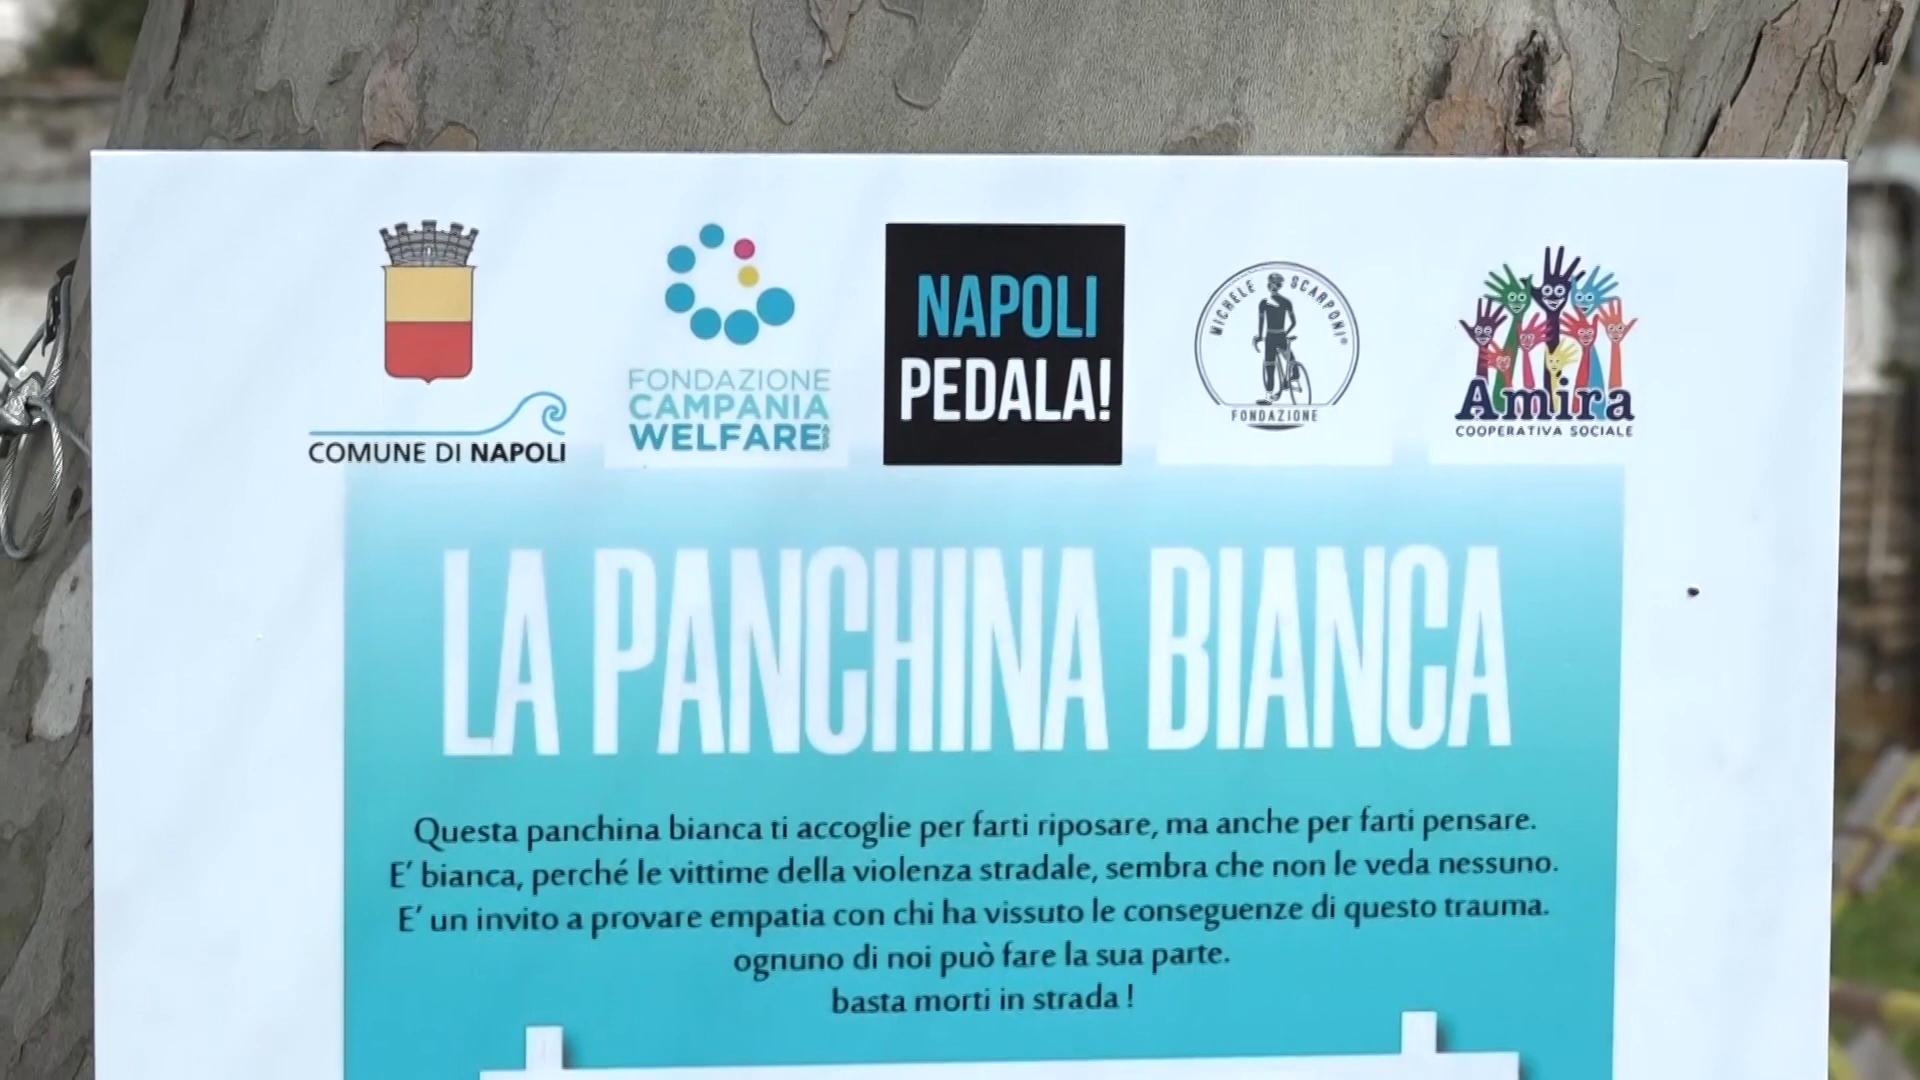 COMUNE DI NAPOLI
FONDAZIONE
CAMPANIA
WELFARE
NAPOLI
PEDALA!
MICHELE SCARPONI®
FONDAZIONE
Amira
COOPERATIVA SOCIALE
LA PANCHINA BIANCA
Questa panchina bianca ti accoglie per farti riposare, ma anche per farti pensare.
E' bianca, perché le vittime della violenza stradale, sembra che non le veda nessuno.
E' un invito a provare empatia con chi ha vissuto le conseguenze di questo trauma.
ognuno di noi può fare la sua parte.
basta morti in strada !